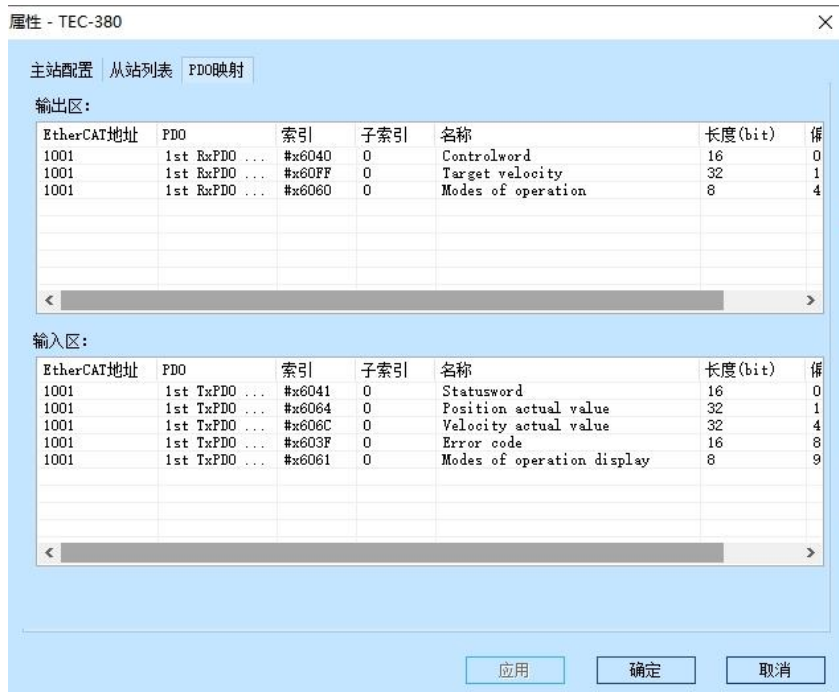 属性 - TEC-380
主站配置 从站列表 PDO映射
输出区:
EtherCAT地址 PDO 索引 子索引 名称 长度(bit)
1001 1st RxPDO ... #x6040 0 Controlword 16 0
1001 1st RxPDO ... #x60FF 0 Target velocity 32 1
1001 1st RxPDO ... #x6060 0 Modes of operation 8 4
输入区:
EtherCAT地址 PDO 索引 子索引 名称 长度(bit)
1001 1st TxPDO ... #x6041 0 Statusword 16 0
1001 1st TxPDO ... #x6064 0 Position actual value 32 1
1001 1st TxPDO ... #x606C 0 Velocity actual value 32 4
1001 1st TxPDO ... #x603F 0 Error code 16 8
1001 1st TxPDO ... #x6061 0 Modes of operation display 8 9
应用 确定 取消